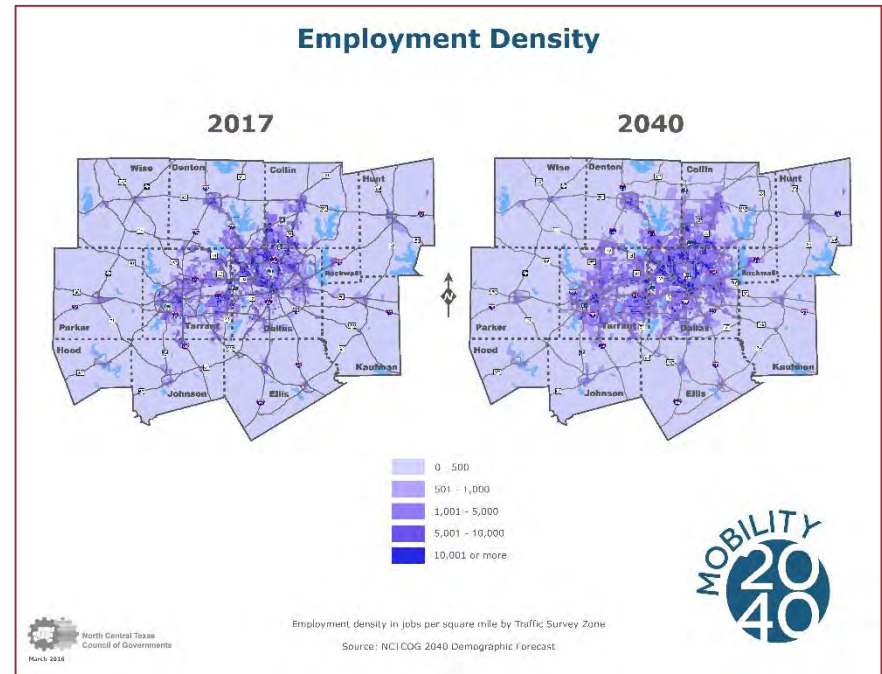 Employment Density
2017
2040
Wise
Denton
Collin
Hunt
Rockwall
Parker
Tarrant
Dallas
Hood
Kaufman
Johnson
Ellis
Wise
Denton
Collin
Hunt
Rockwall
Parker
Tarrant
Dallas
Hood
Kaufman
Johnson
Ellis
N
0 - 500
501 - 1,000
1,001 - 5,000
5,001 - 10,000
10,001 or more
MOBILITY
20
40
Employment density in jobs per square mile by Traffic Survey Zone
Source: NCTCOG 2040 Demographic Forecast
North Central Texas
Council of Governments
March 2016